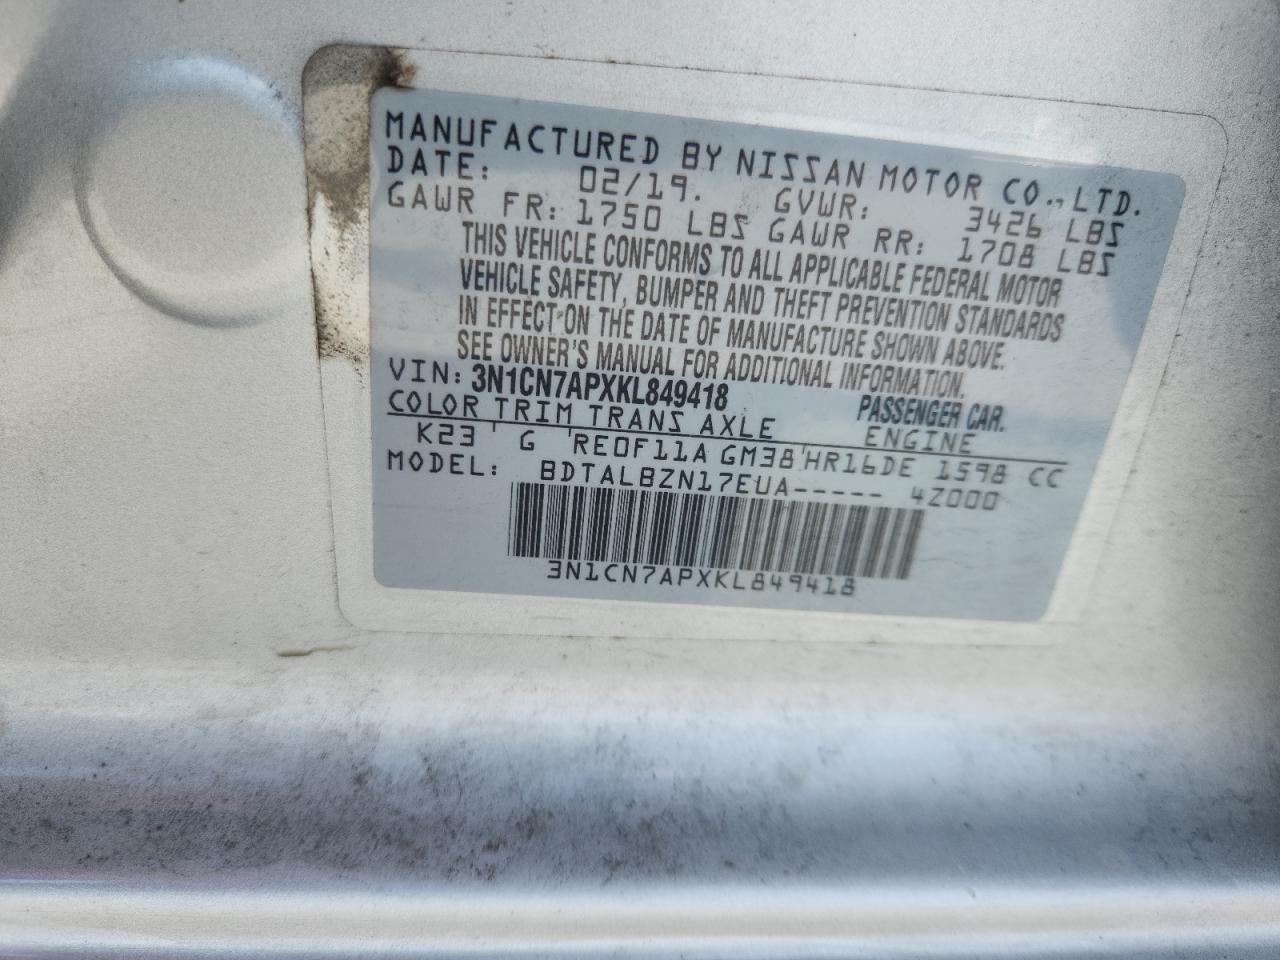 MANUFACTURED BY NISSAN MOTOR CO., LTD.
DATE: 02/19. GVWR: 3426 LBS
GAWR FR: 1750 LBS GAWR RR: 1708 LBS
THIS VEHICLE CONFORMS TO ALL APPLICABLE FEDERAL MOTOR
VEHICLE SAFETY, BUMPER AND THEFT PREVENTION STANDARDS
IN EFFECT ON THE DATE OF MANUFACTURE SHOWN ABOVE.
SEE OWNER'S MANUAL FOR ADDITIONAL INFORMATION.
VIN: 3N1CN7APXKL849418 PASSENGER CAR.
COLOR TRIM TRANS AXLE ENGINE
K23 G RE0F11A GM38 HR16DE 1598 CC
MODEL: BDTALBZN17EUA----- 4Z000
3N1CN7APXKL849418